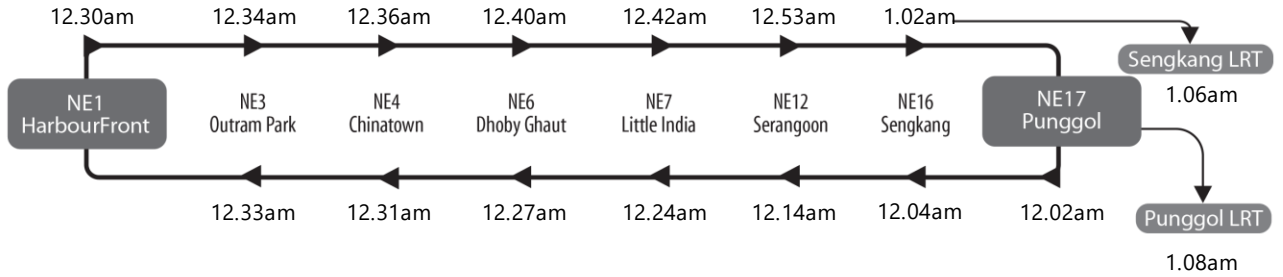 12.30am
12.34am
12.36am
12.40am
12.42am
12.53am
1.02am
Sengkang LRT
1.06am
NE1
HarbourFront
NE3
Outram Park
NE4
Chinatown
NE6
Dhoby Ghaut
NE7
Little India
NE12
Serangoon
NE16
Sengkang
NE17
Punggol
12.33am
12.31am
12.27am
12.24am
12.14am
12.04am
12.02am
Punggol LRT
1.08am